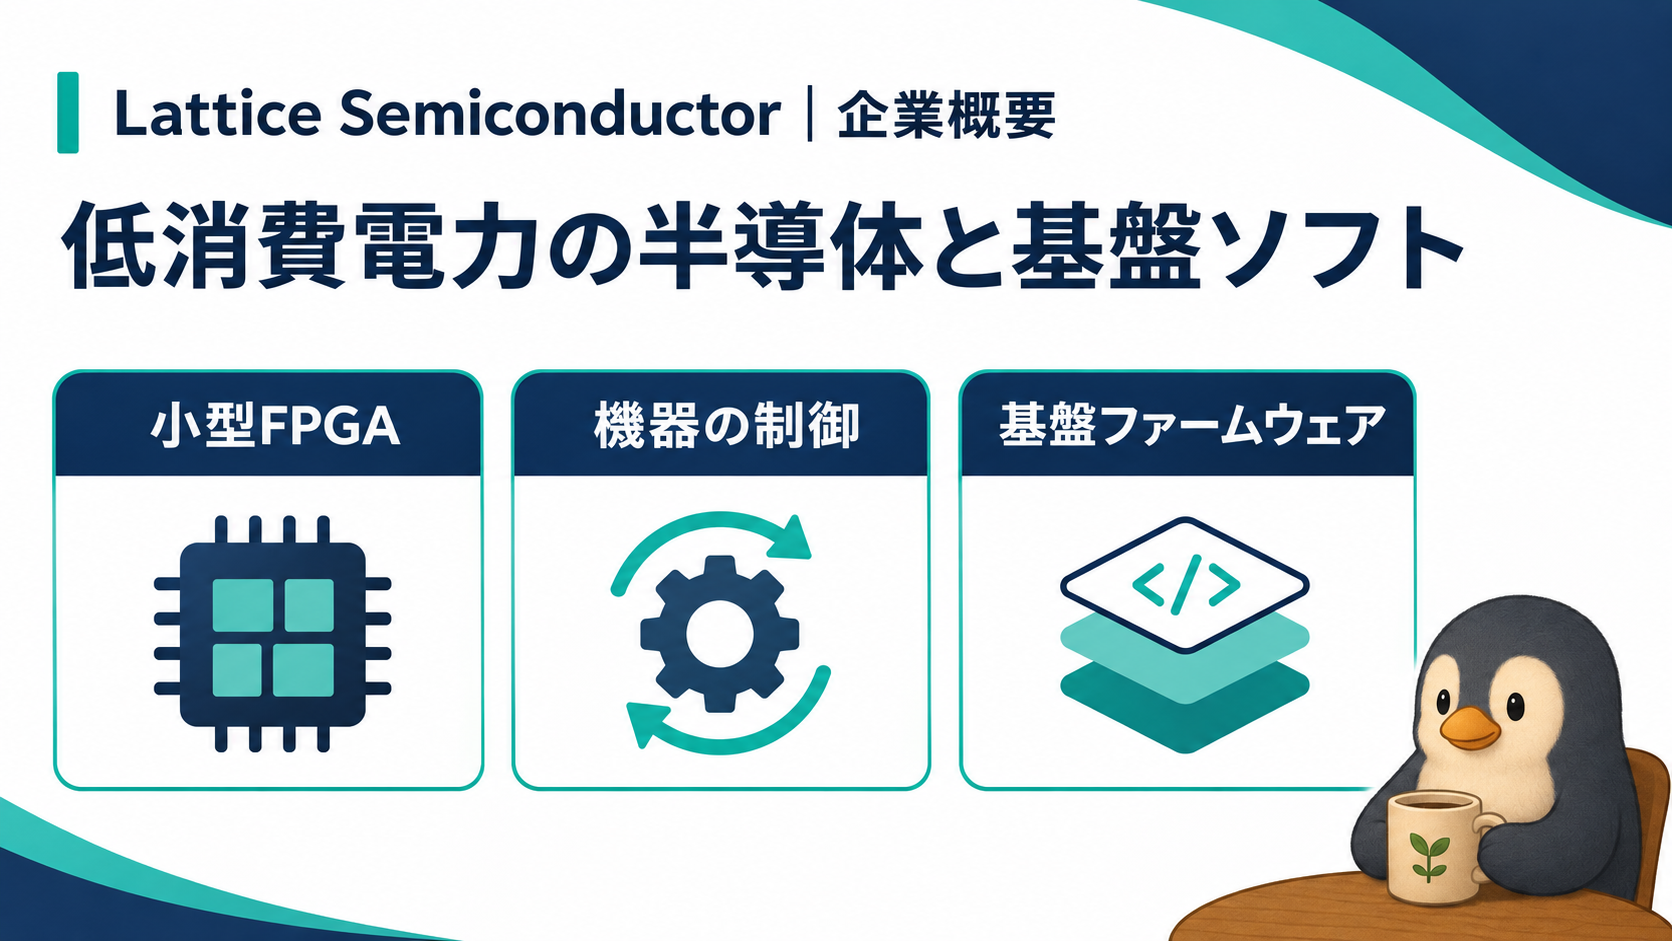 Lattice Semiconductor｜企業概要
低消費電力の半導体と基盤ソフト
小型FPGA
機器の制御
基盤ファームウェア
</>